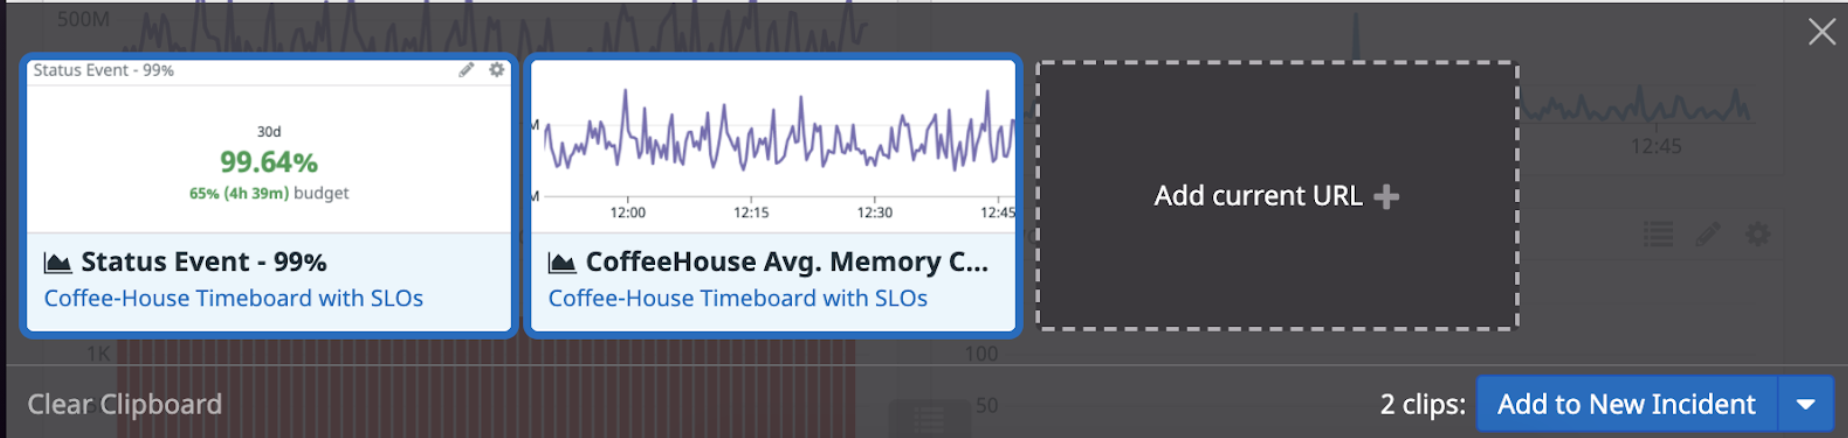 500M
Status Event - 99%
30d
99.64%
65% (4h 39m) budget
M
M
12:00 12:15 12:30 12:45
12:45
Add current URL
Status Event - 99%
Coffee-House Timeboard with SLOs
CoffeeHouse Avg. Memory C...
Coffee-House Timeboard with SLOs
1K
100
50
Clear Clipboard
2 clips:
Add to New Incident